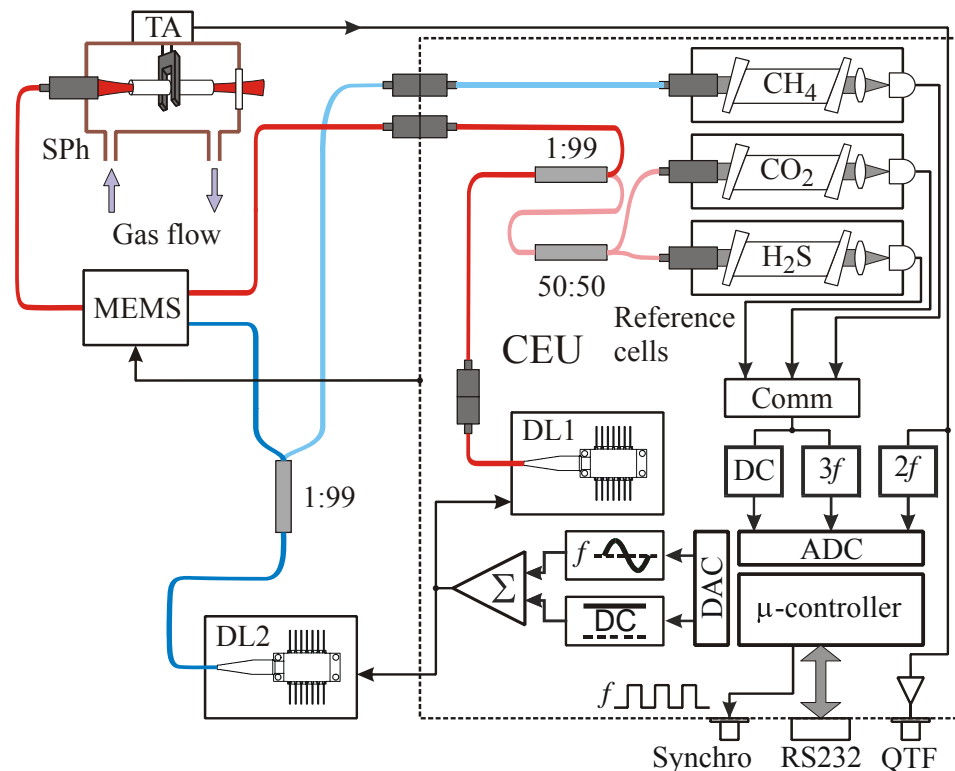 TA
CH₄
SPh
1:99
CO₂
Gas flow
50:50
H₂S
MEMS
Reference
cells
CEU
Comm
DL1
DC
3f
2f
1:99
ADC
f
DAC
Σ
μ-controller
DC
DL2
f
Synchro
RS232
QTF